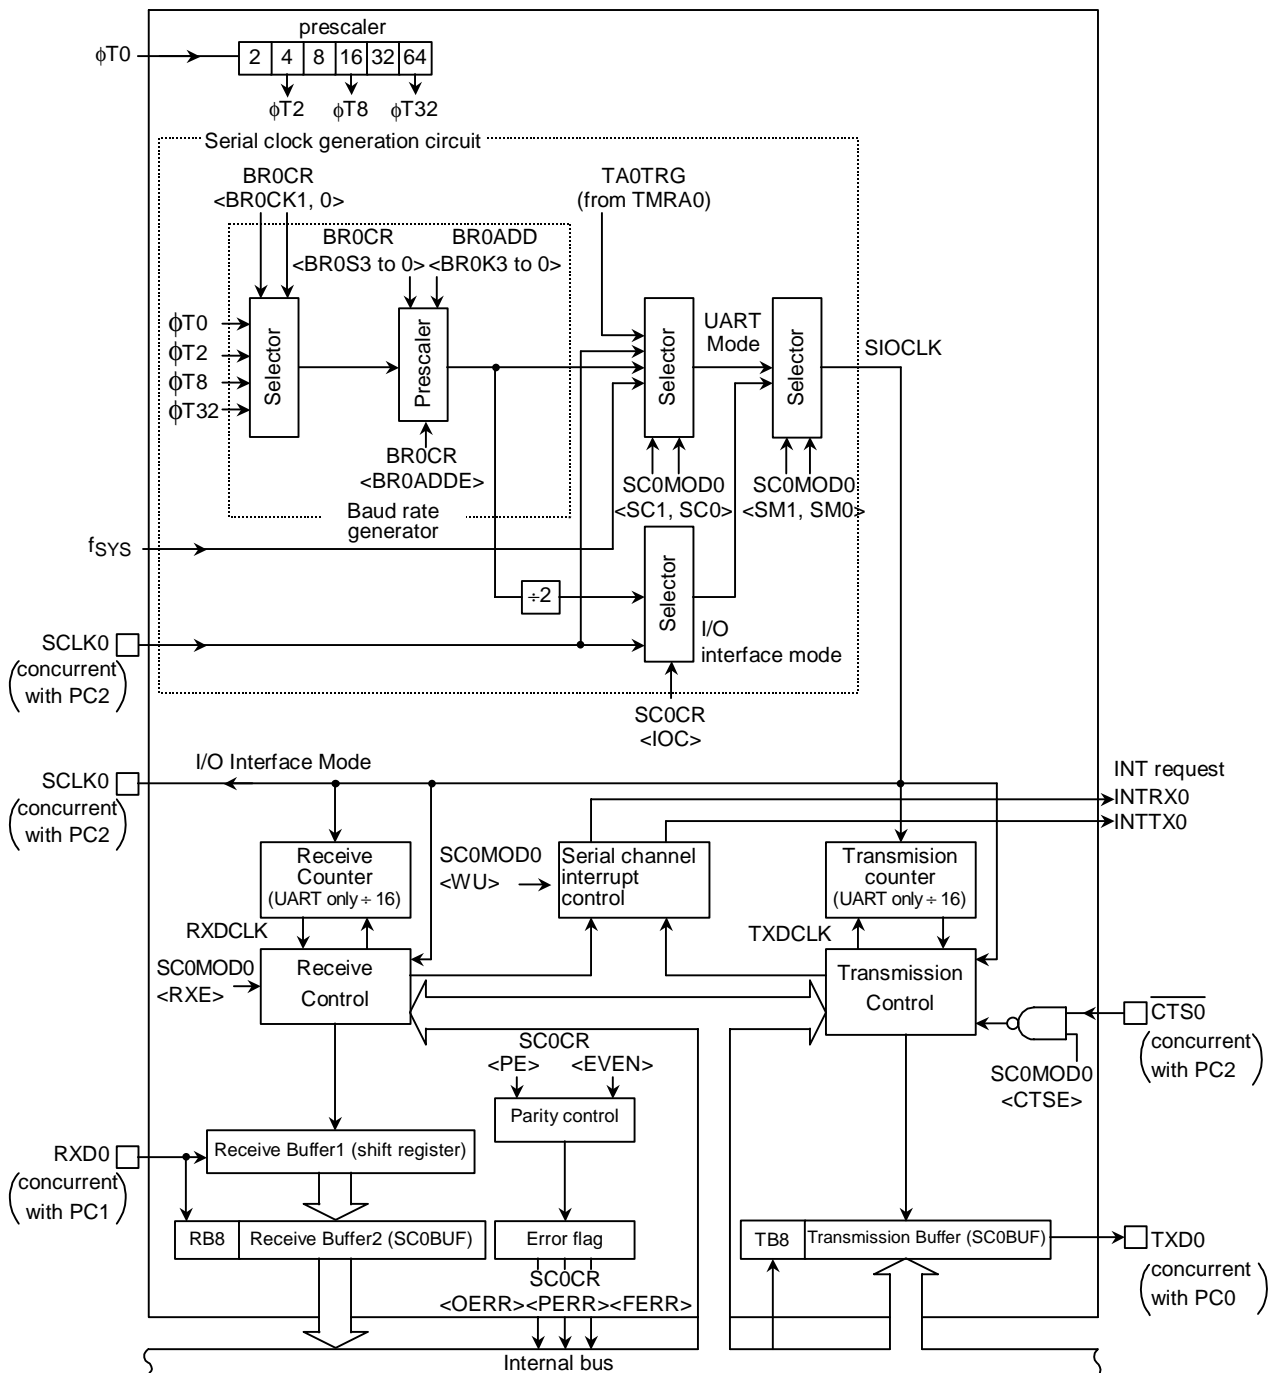 prescaler
ϕT0
2 4 8 16 32 64
ϕT2 ϕT8 ϕT32
Serial clock generation circuit
BR0CR
<BR0CK1, 0>
TA0TRG
(from TMRA0)
BR0CR
<BR0S3 to 0>
BR0ADD
<BR0K3 to 0>
ϕT0
ϕT2
ϕT8
ϕT32
Selector
Prescaler
Selector
UART
Mode
Selector
SIOCLK
BR0CR
<BR0ADDE>
SC0MOD0
<SC1, SC0>
SC0MOD0
<SM1, SM0>
Baud rate
generator
fSYS
÷2
Selector
I/O
interface mode
SCLK0
(concurrent
with PC2)
SC0CR
<IOC>
I/O Interface Mode
SCLK0
(concurrent
with PC2)
INT request
INTRX0
INTTX0
Receive
Counter
(UART only ÷ 16)
SC0MOD0
<WU>
Serial channel
interrupt
control
Transmision
counter
(UART only ÷ 16)
RXDCLK
TXDCLK
SC0MOD0
<RXE>
Receive
Control
Transmission
Control
CTS0
(concurrent
with PC2)
SC0MOD0
<CTSE>
SC0CR
<PE> <EVEN>
Parity control
RXD0
(concurrent
with PC1)
Receive Buffer1 (shift register)
RB8 Receive Buffer2 (SC0BUF)
Error flag
TB8 Transmission Buffer (SC0BUF)
TXD0
(concurrent
with PC0)
SC0CR
<OERR><PERR><FERR>
Internal bus